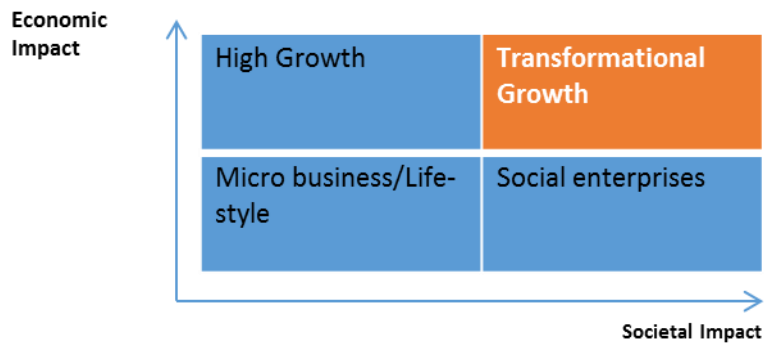 Economic
Impact
High Growth
Transformational
Growth
Micro business/Life-
style
Social enterprises
Societal Impact